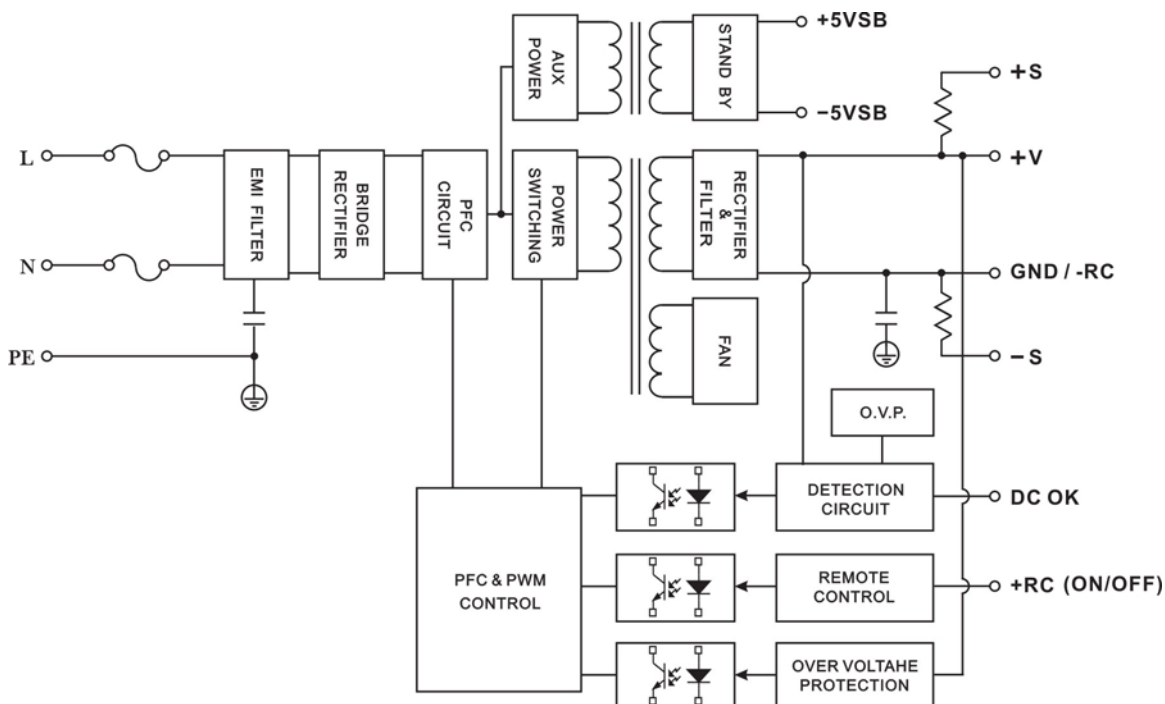 AUX
POWER
STAND BY
+5VSB
−5VSB
+S
L
EMI FILTER
BRIDGE
RECTIFIER
PFC
CIRCUIT
POWER
SWITCHING
RECTIFIER
&
FILTER
+V
N
GND / -RC
PE
FAN
−S
O.V.P.
DETECTION
CIRCUIT
DC OK
PFC & PWM
CONTROL
REMOTE
CONTROL
+RC (ON/OFF)
OVER VOLTAHE
PROTECTION